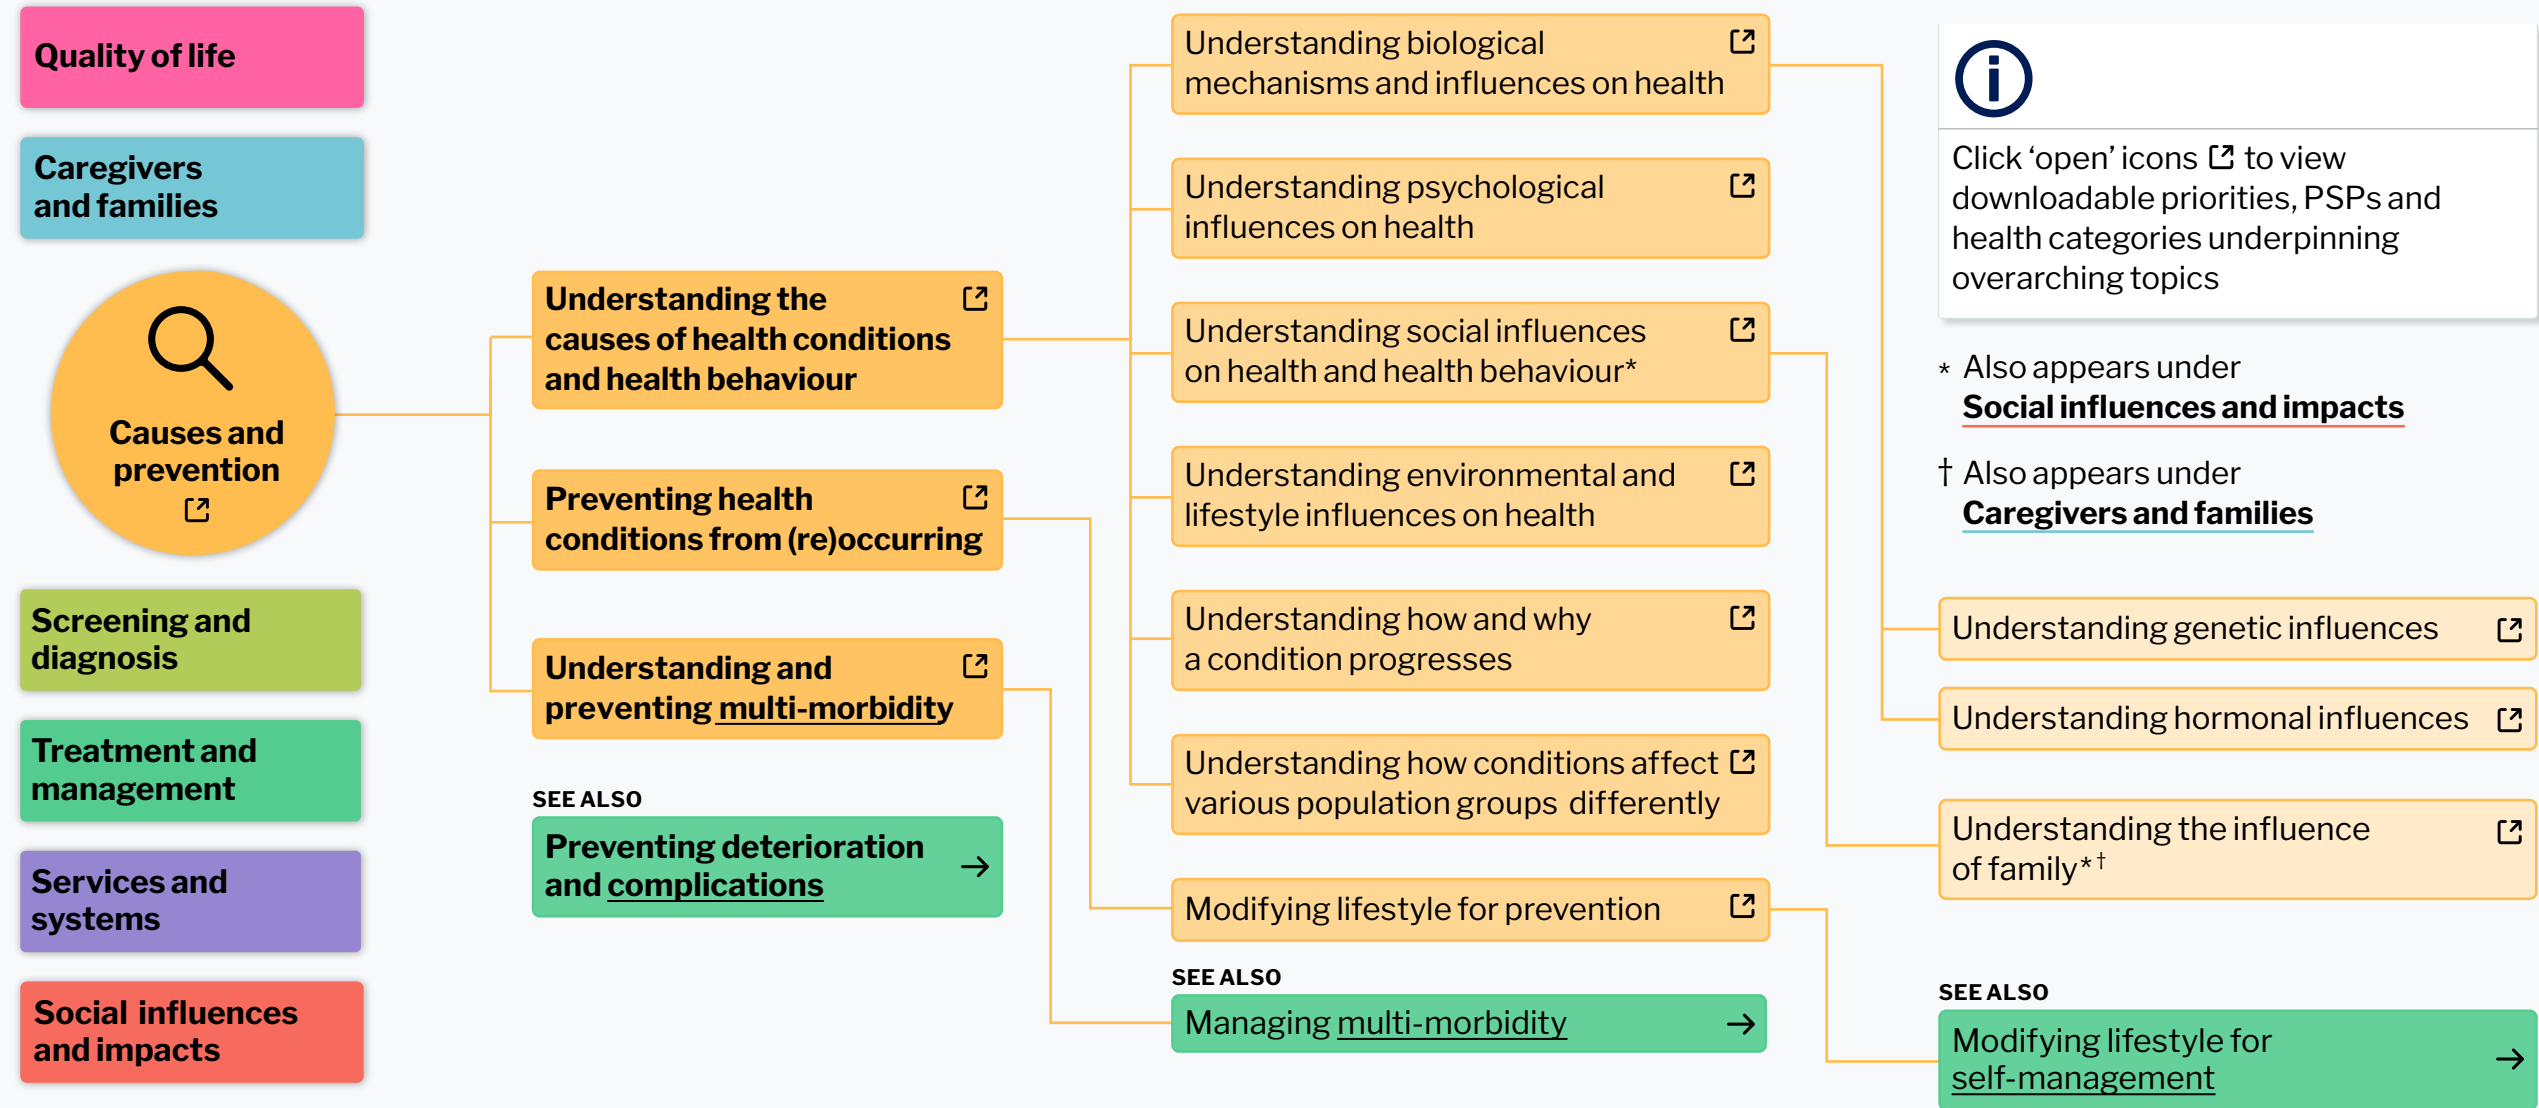 Quality of life
Caregivers
and families
Causes and
prevention
Screening and
diagnosis
Treatment and
management
Services and
systems
Social influences
and impacts
Understanding the
causes of health conditions
and health behaviour
Preventing health
conditions from (re)occurring
Understanding and
preventing multi-morbidity
SEE ALSO
Preventing deterioration
and complications
Understanding biological
mechanisms and influences on health
Understanding psychological
influences on health
Understanding social influences
on health and health behaviour*
Understanding environmental and
lifestyle influences on health
Understanding how and why
a condition progresses
Understanding how conditions affect
various population groups differently
Modifying lifestyle for prevention
SEE ALSO
Managing multi-morbidity
Click ‘open’ icons to view
downloadable priorities, PSPs and
health categories underpinning
overarching topics
* Also appears under
Social influences and impacts
† Also appears under
Caregivers and families
Understanding genetic influences
Understanding hormonal influences
Understanding the influence
of family*†
SEE ALSO
Modifying lifestyle for
self-management